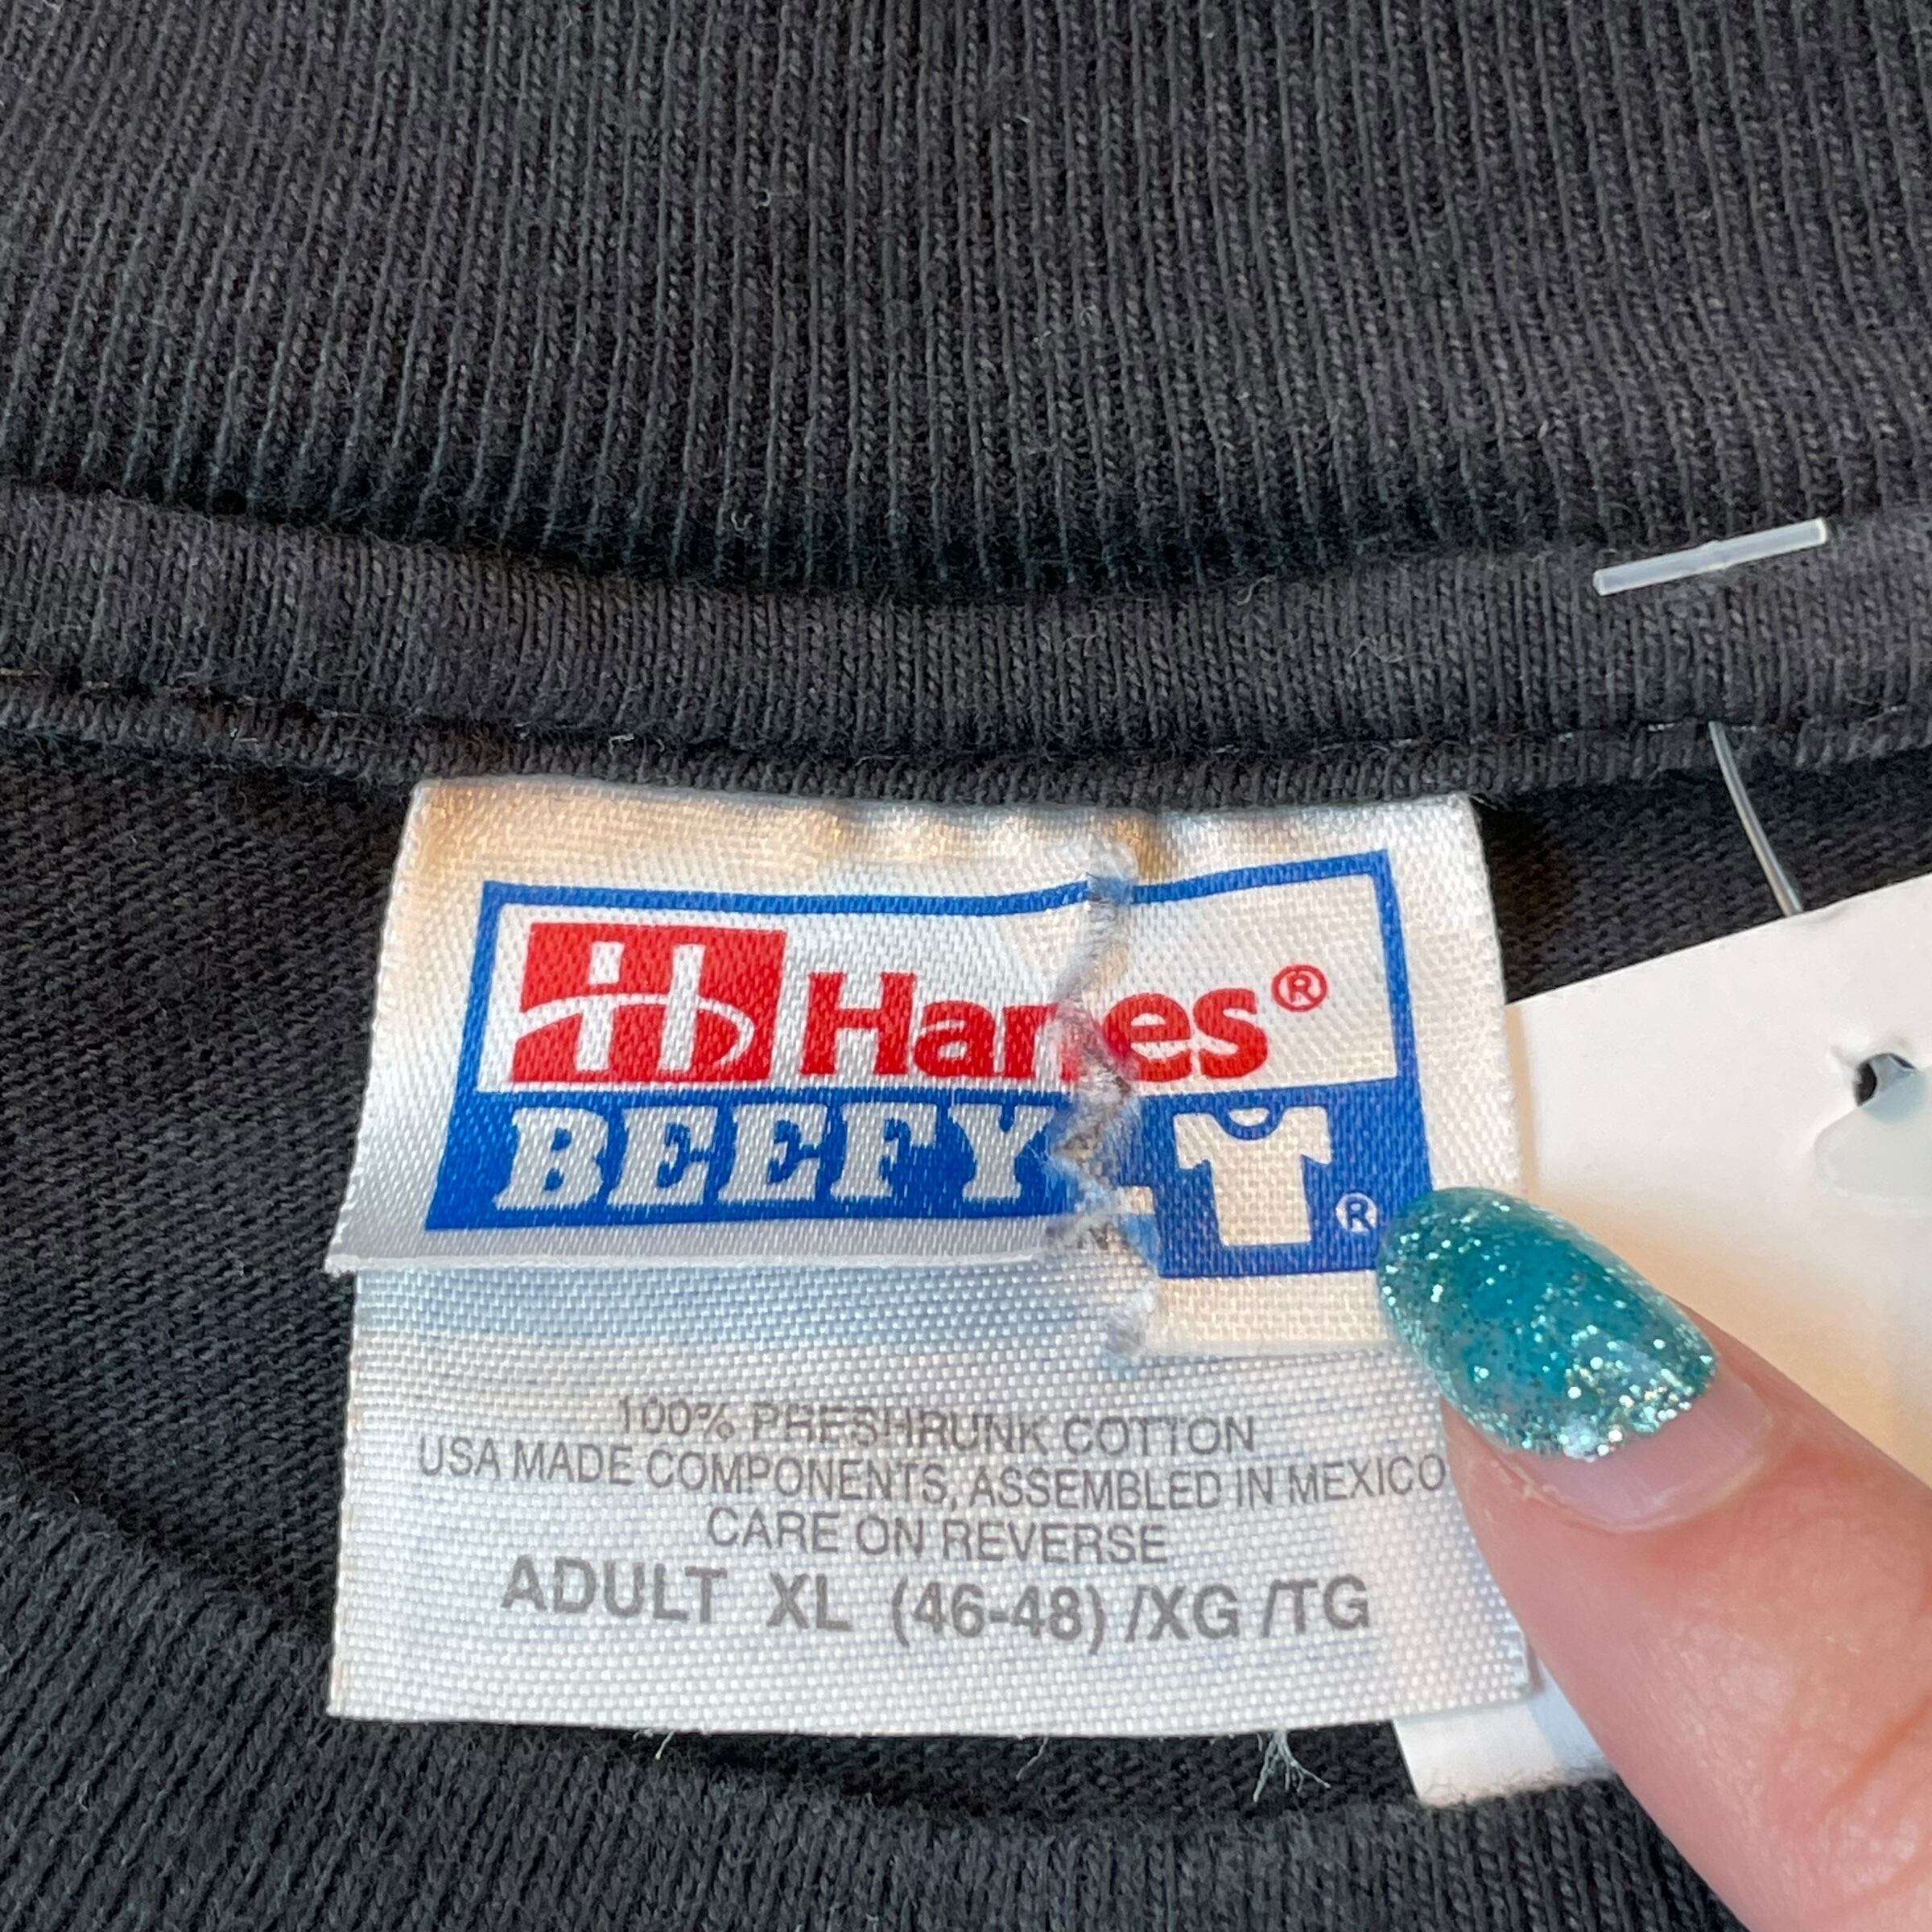 H Hanes®
BEEFY-T®
100% PRESHRUNK COTTON
USA MADE COMPONENTS, ASSEMBLED IN MEXICO
CARE ON REVERSE
ADULT XL (46-48) /XG /TG